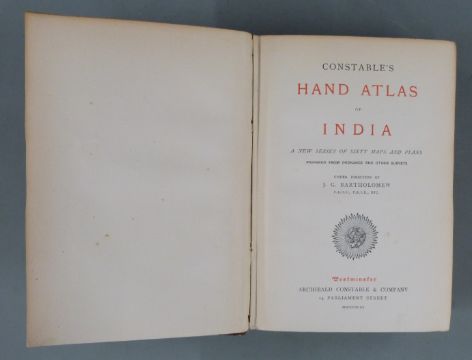 CONSTABLE'S
HAND ATLAS
OF
INDIA
A NEW SERIES OF SIXTY MAPS AND PLANS
PREPARED FROM ORDNANCE AND OTHER SURVEYS
UNDER DIRECTION OF
J. G. BARTHOLOMEW
F.R.G.S., F.R.S.E., ETC.
Westminster
ARCHIBALD CONSTABLE & COMPANY
14 PARLIAMENT STREET